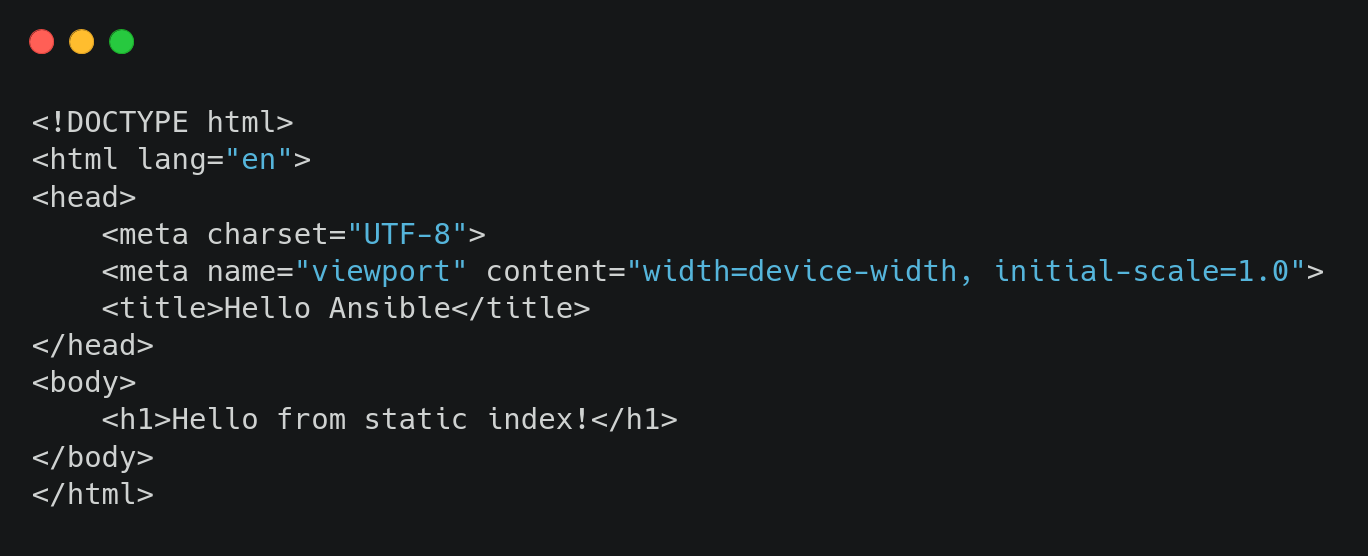 <!DOCTYPE html>
<html lang="en">
<head>
    <meta charset="UTF-8">
    <meta name="viewport" content="width=device-width, initial-scale=1.0">
    <title>Hello Ansible</title>
</head>
<body>
    <h1>Hello from static index!</h1>
</body>
</html>